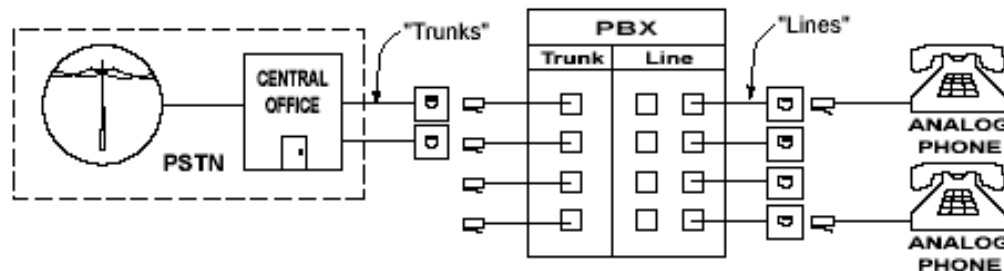 "Trunks"
PBX
"Lines"
Trunk Line
CENTRAL
OFFICE
PSTN
ANALOG
PHONE
ANALOG
PHONE